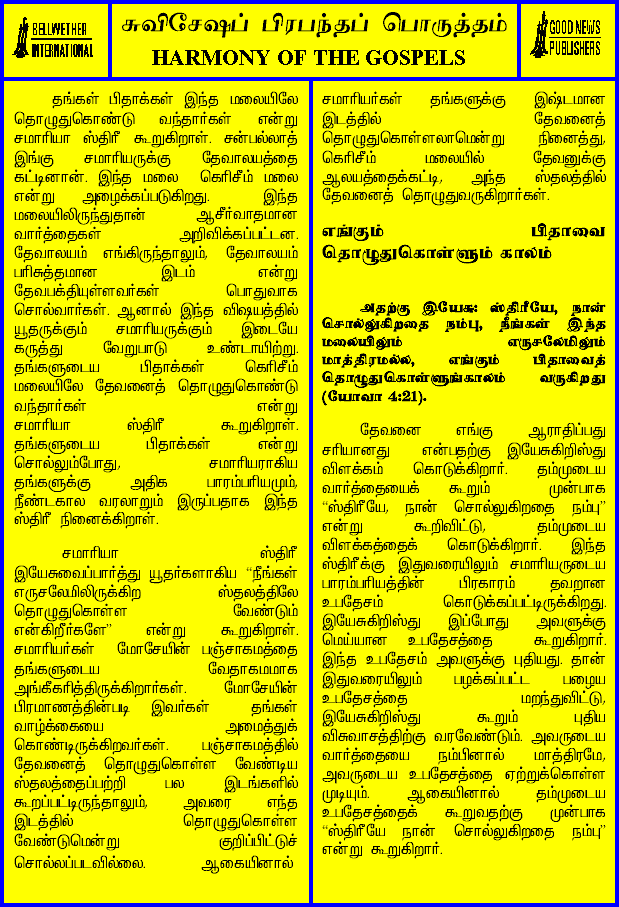 BELLWETHER
INTERNATIONAL
சுவிசேஷப் பிரபந்தப் பொருத்தம்
HARMONY OF THE GOSPELS
GOOD NEWS
PUBLISHERS
தங்கள் பிதாக்கள் இந்த மலையிலே
தொழுதுகொண்டு வந்தார்கள் என்று
சமாரியா ஸ்திரீ கூறுகிறாள். சன்பல்லாத்
இங்கு சமாரியருக்கு தேவாலயத்தை
கட்டினான். இந்த மலை கெரிசீம் மலை
என்று அழைக்கப்படுகிறது. இந்த
மலையிலிருந்துதான் ஆசீர்வாதமான
வார்த்தைகள் அறிவிக்கப்பட்டன.
தேவாலயம் எங்கிருந்தாலும், தேவாலயம்
பரிசுத்தமான இடம் என்று
தேவபக்தியுள்ளவர்கள் பொதுவாக
சொல்வார்கள். ஆனால் இந்த விஷயத்தில்
யூதருக்கும் சமாரியருக்கும் இடையே
கருத்து வேறுபாடு உண்டாயிற்று.
தங்களுடைய பிதாக்கள் கெரிசீம்
மலையிலே தேவனைத் தொழுதுகொண்டு
வந்தார்கள் என்று
சமாரியா ஸ்திரீ கூறுகிறாள்.
தங்களுடைய பிதாக்கள் என்று
சொல்லும்போது, சமாரியராகிய
தங்களுக்கு அதிக பாரம்பரியமும்,
நீண்டகால வரலாறும் இருப்பதாக இந்த
ஸ்திரீ நினைக்கிறாள்.
சமாரியா ஸ்திரீ
இயேசுவைப்பார்த்து யூதர்களாகிய “நீங்கள்
எருசலேமிலிருக்கிற ஸ்தலத்திலே
தொழுதுகொள்ள வேண்டும்
என்கிறீர்களே” என்று கூறுகிறாள்.
சமாரியர்கள் மோசேயின் பஞ்சாகமத்தை
தங்களுடைய வேதாகமமாக
அங்கீகரித்திருக்கிறார்கள். மோசேயின்
பிரமாணத்தின்படி இவர்கள் தங்கள்
வாழ்க்கையை அமைத்துக்
கொண்டிருக்கிறவர்கள். பஞ்சாகமத்தில்
தேவனைத் தொழுதுகொள்ள வேண்டிய
ஸ்தலத்தைப்பற்றி பல இடங்களில்
கூறப்பட்டிருந்தாலும், அவரை எந்த
இடத்தில் தொழுதுகொள்ள
வேண்டுமென்று குறிப்பிட்டுச்
சொல்லப்படவில்லை. ஆகையினால்
சமாரியர்கள் தங்களுக்கு இஷ்டமான
இடத்தில் தேவனைத்
தொழுதுகொள்ளலாமென்று நினைத்து,
கெரிசீம் மலையில் தேவனுக்கு
ஆலயத்தைக்கட்டி, அந்த ஸ்தலத்தில்
தேவனைத் தொழுதுவருகிறார்கள்.
எங்கும் பிதாவை
தொழுதுகொள்ளும் காலம்
அதற்கு இயேசு: ஸ்திரீயே, நான்
சொல்லுகிறதை நம்பு, நீங்கள் இந்த
மலையிலும் எருசலேமிலும்
மாத்திரமல்ல, எங்கும் பிதாவைத்
தொழுதுகொள்ளுங்காலம் வருகிறது
(யோவா 4:21).
தேவனை எங்கு ஆராதிப்பது
சரியானது என்பதற்கு இயேசுகிறிஸ்து
விளக்கம் கொடுக்கிறார். தம்முடைய
வார்த்தையைக் கூறும் முன்பாக
“ஸ்திரீயே, நான் சொல்லுகிறதை நம்பு”
என்று கூறிவிட்டு, தம்முடைய
விளக்கத்தைக் கொடுக்கிறார். இந்த
ஸ்திரீக்கு இதுவரையிலும் சமாரியருடைய
பாரம்பரியத்தின் பிரகாரம் தவறான
உபதேசம் கொடுக்கப்பட்டிருக்கிறது.
இயேசுகிறிஸ்து இப்போது அவளுக்கு
மெய்யான உபதேசத்தை கூறுகிறார்.
இந்த உபதேசம் அவளுக்கு புதியது. தான்
இதுவரையிலும் பழக்கப்பட்ட பழைய
உபதேசத்தை மறந்துவிட்டு,
இயேசுகிறிஸ்து கூறும் புதிய
விசுவாசத்திற்கு வரவேண்டும். அவருடைய
வார்த்தையை நம்பினால் மாத்திரமே,
அவருடைய உபதேசத்தை ஏற்றுக்கொள்ள
முடியும். ஆகையினால் தம்முடைய
உபதேசத்தைக் கூறுவதற்கு முன்பாக
“ஸ்திரீயே நான் சொல்லுகிறதை நம்பு”
என்று கூறுகிறார்.